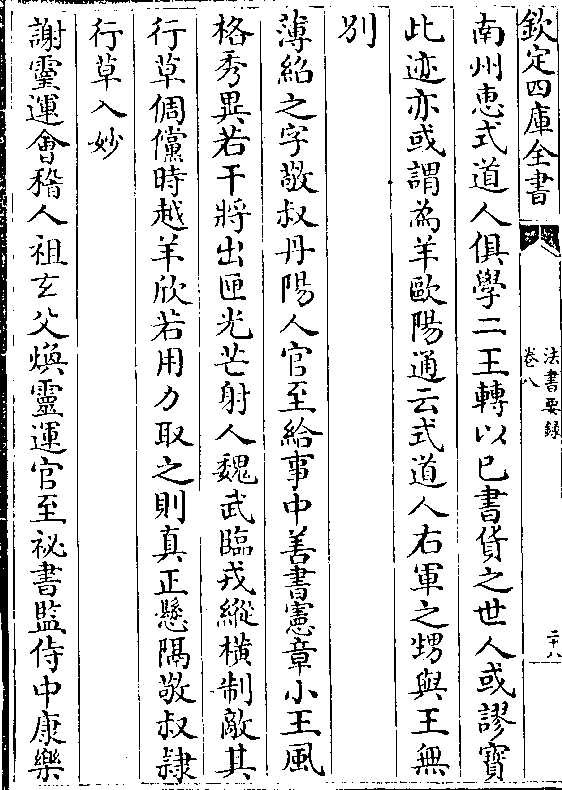 欽定四庫全書
法書要録
卷八
二十八
南州惠式道人俱學二王轉以已書貨之世人或謬寳
此迹亦或謂為羊歐陽通云式道人右軍之甥與王無
别
薄紹之字敬叔丹陽人官至給事中善書憲章小王風
格秀異若干將出匣光芒射人魏武臨戎縱横制敵其
行草倜儻時越羊欣若用力取之則真正懸隔敬叔隷
行草入妙
謝靈運會稽人祖𤣥父煥靈運官至祕書監侍中康樂